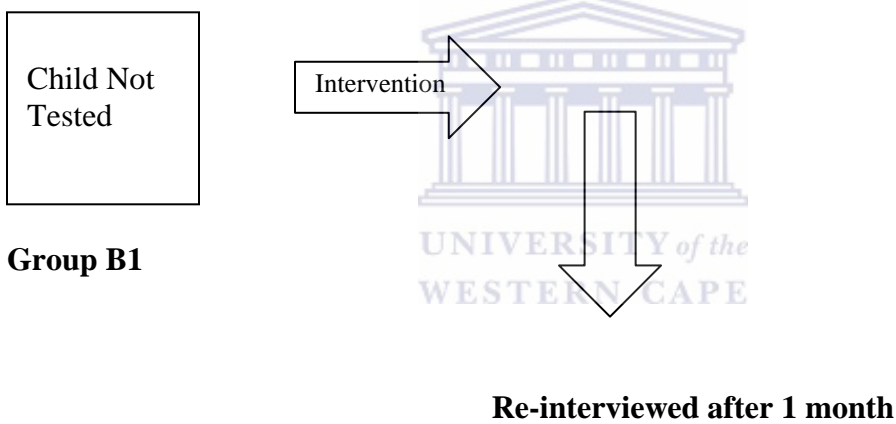 Child Not
Tested
Intervention
Group B1
UNIVERSITY of the
WESTERN CAPE
Re-interviewed after 1 month